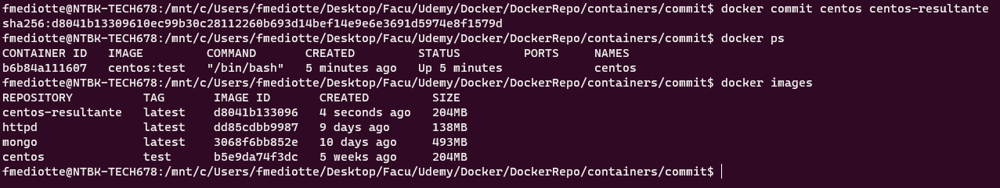 fmediotte@NTBK-TECH678:/mnt/c/Users/fmediotte/Desktop/Facu/Udemy/Docker/DockerRepo/containers/commit$ docker commit centos centos-resultante
sha256:d8041b13309610ec99b30c28112260b693d14bef14e9e6e3691d5974e8f1579d
fmediotte@NTBK-TECH678:/mnt/c/Users/fmediotte/Desktop/Facu/Udemy/Docker/DockerRepo/containers/commit$ docker ps
CONTAINER ID   IMAGE         COMMAND       CREATED         STATUS         PORTS     NAMES
b6b84a111607   centos:test   "/bin/bash"   5 minutes ago   Up 5 minutes             centos
fmediotte@NTBK-TECH678:/mnt/c/Users/fmediotte/Desktop/Facu/Udemy/Docker/DockerRepo/containers/commit$ docker images
REPOSITORY          TAG       IMAGE ID       CREATED         SIZE
centos-resultante   latest    d8041b133096   4 seconds ago   204MB
httpd               latest    dd85cdbb9987   9 days ago      138MB
mongo               latest    3068f6bb852e   10 days ago     493MB
centos              test      b5e9da74f3dc   5 weeks ago     204MB
fmediotte@NTBK-TECH678:/mnt/c/Users/fmediotte/Desktop/Facu/Udemy/Docker/DockerRepo/containers/commit$